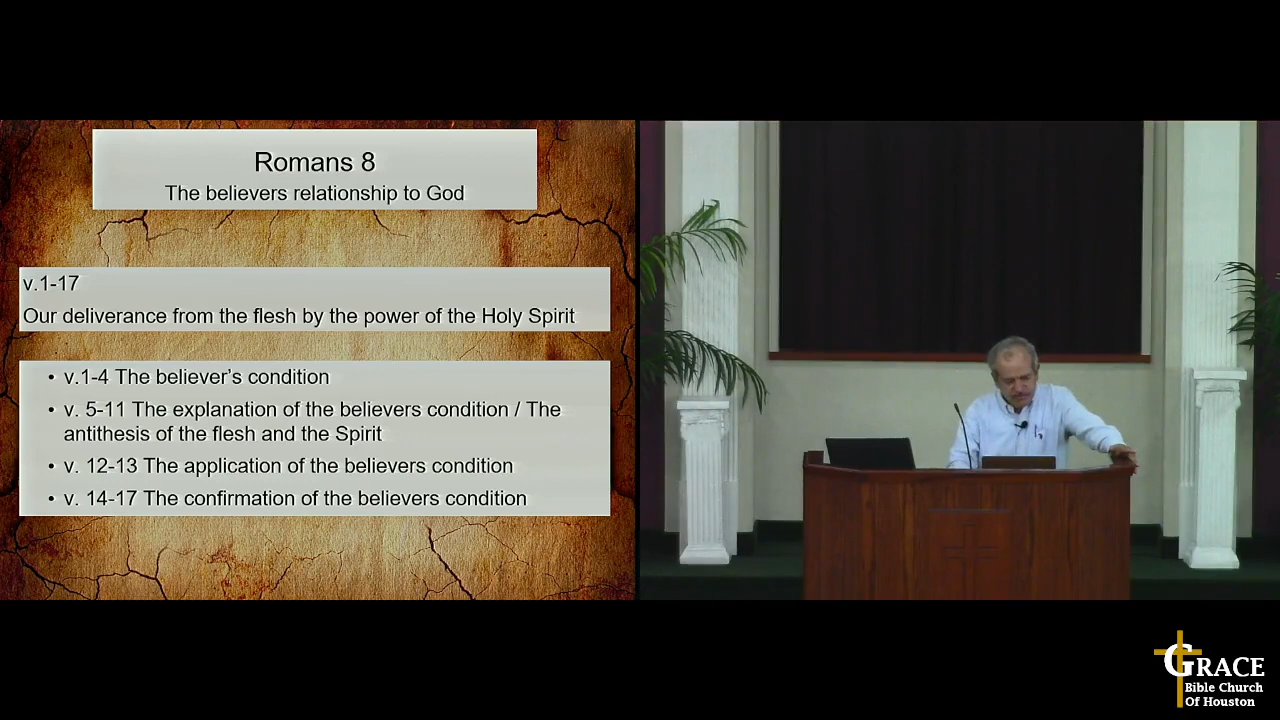 Romans 8
The believers relationship to God
v.1-17
Our deliverance from the flesh by the power of the Holy Spirit
• v.1-4 The believer’s condition
• v. 5-11 The explanation of the believers condition / The
antithesis of the flesh and the Spirit
• v. 12-13 The application of the believers condition
• v. 14-17 The confirmation of the believers condition
GRACE
Bible Church
Of Houston